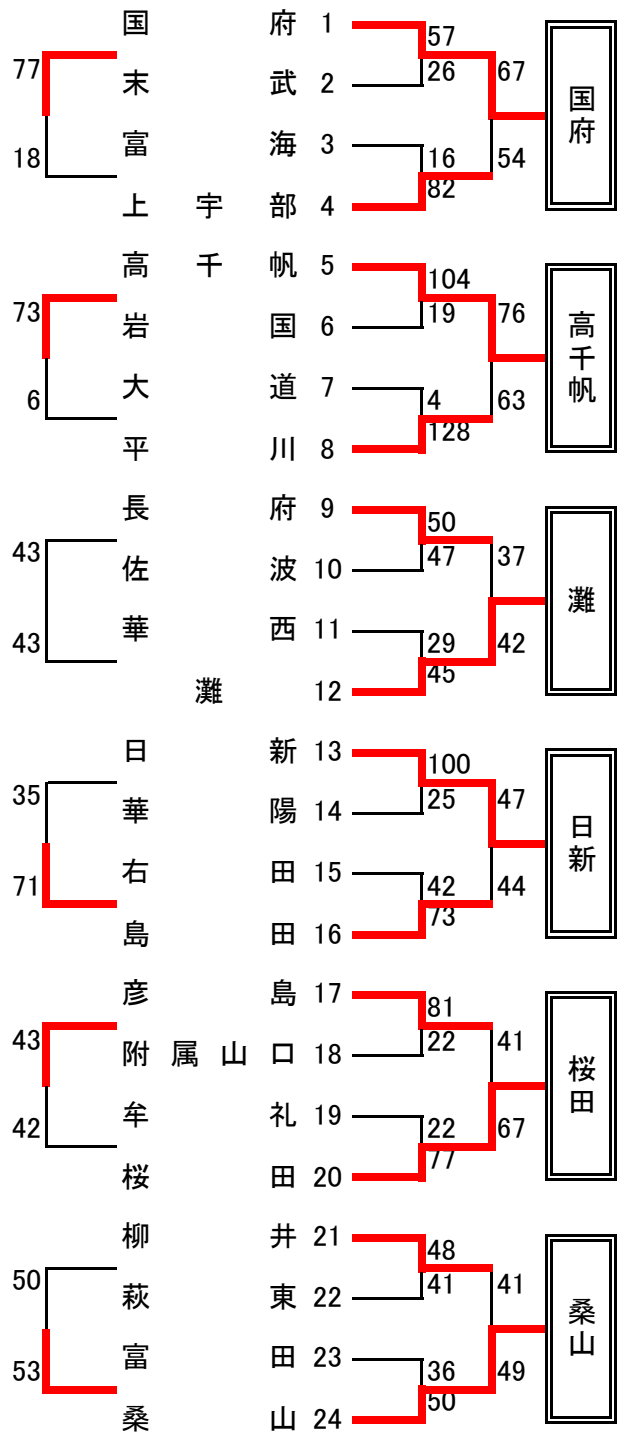 国府 1 57
77 末武 2 26 67
18 富海 3 16 54
上宇部 4 82
国府
高千帆 5 104
73 岩国 6 19 76
6 大道 7 4 63
平川 8 128
高千帆
長府 9 50
43 佐波 10 47 37
43 華西 11 29 42
灘 12 45
灘
日新 13 100
35 華陽 14 25 47
71 右田 15 42 44
島田 16 73
日新
彦島 17 81
43 附属山口 18 22 41
42 牟礼 19 22 67
桜田 20 77
桜田
柳井 21 48
50 萩東 22 41 41
53 富田 23 36 49
桑山 24 50
桑山